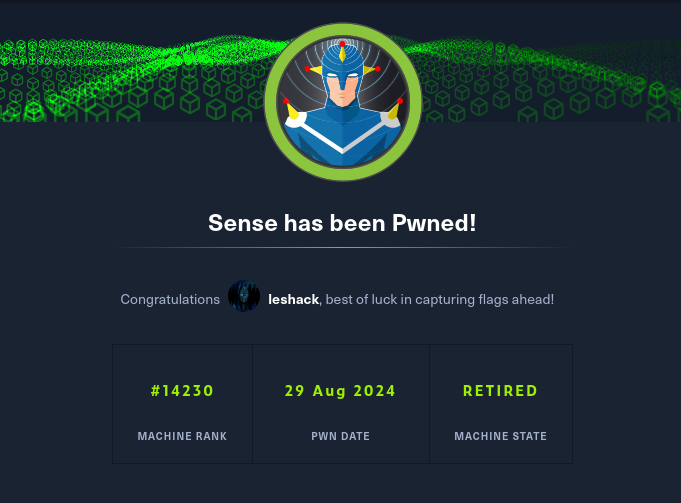 Sense has been Pwned!
Congratulations leshack, best of luck in capturing flags ahead!
#14230 29 Aug 2024 RETIRED
MACHINE RANK PWN DATE MACHINE STATE